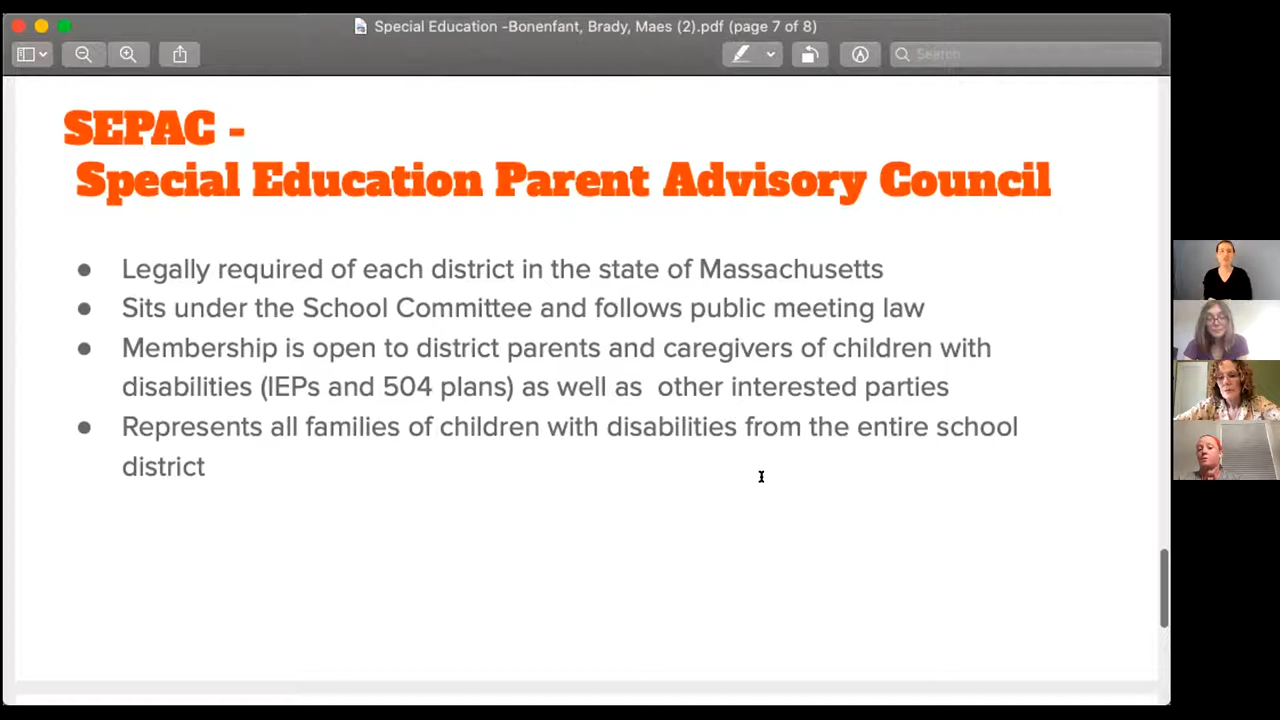 Special Education -Bonenfant, Brady, Maes (2).pdf (page 7 of 8)
Search
SEPAC -
Special Education Parent Advisory Council
● Legally required of each district in the state of Massachusetts
● Sits under the School Committee and follows public meeting law
● Membership is open to district parents and caregivers of children with
disabilities (IEPs and 504 plans) as well as  other interested parties
● Represents all families of children with disabilities from the entire school
district